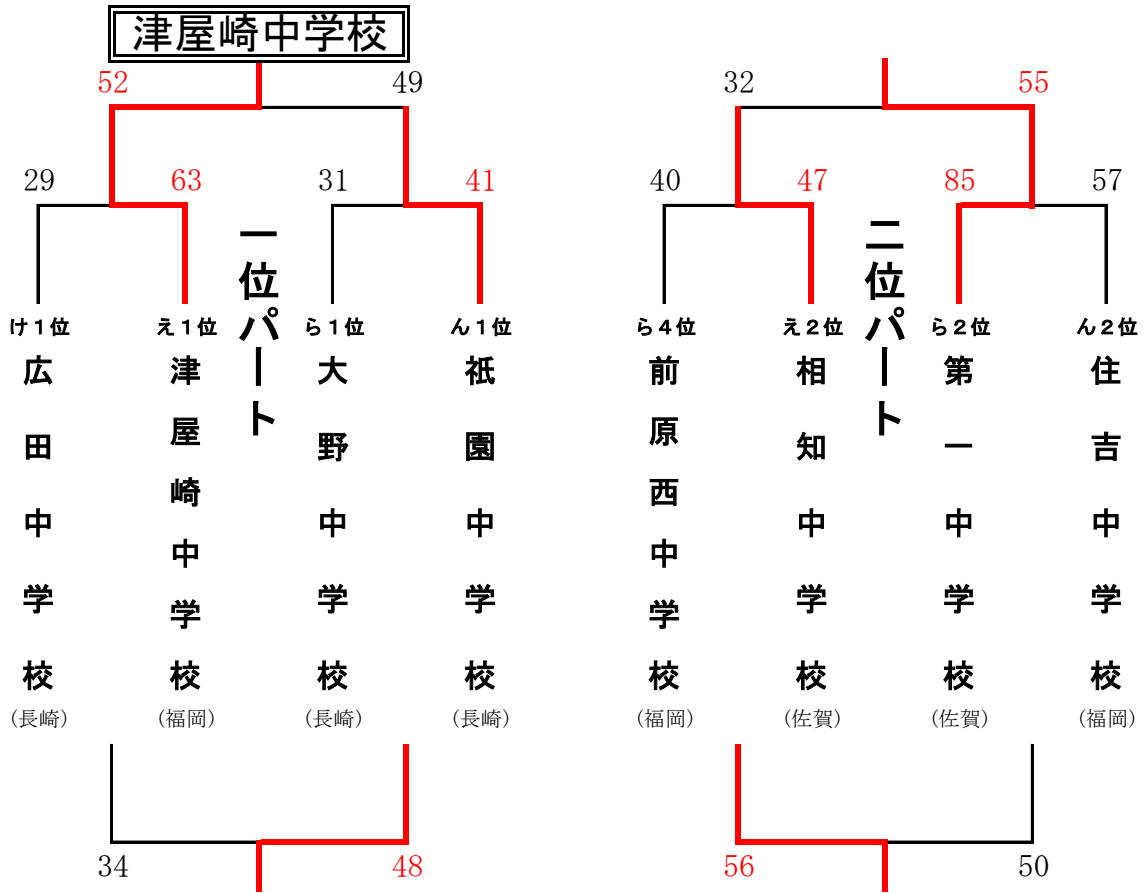 津屋崎中学校
52 49 32 55
29 63 31 41 40 47 85 57
一位パート
二位パート
け1位
広田中学校
(長崎)
え1位
津屋崎中学校
(福岡)
ら1位
大野中学校
(長崎)
ん1位
祇園中学校
(長崎)
ら4位
前原西中学校
(福岡)
え2位
相知中学校
(佐賀)
ら2位
第一中学校
(佐賀)
ん2位
住吉中学校
(福岡)
34 48 56 50